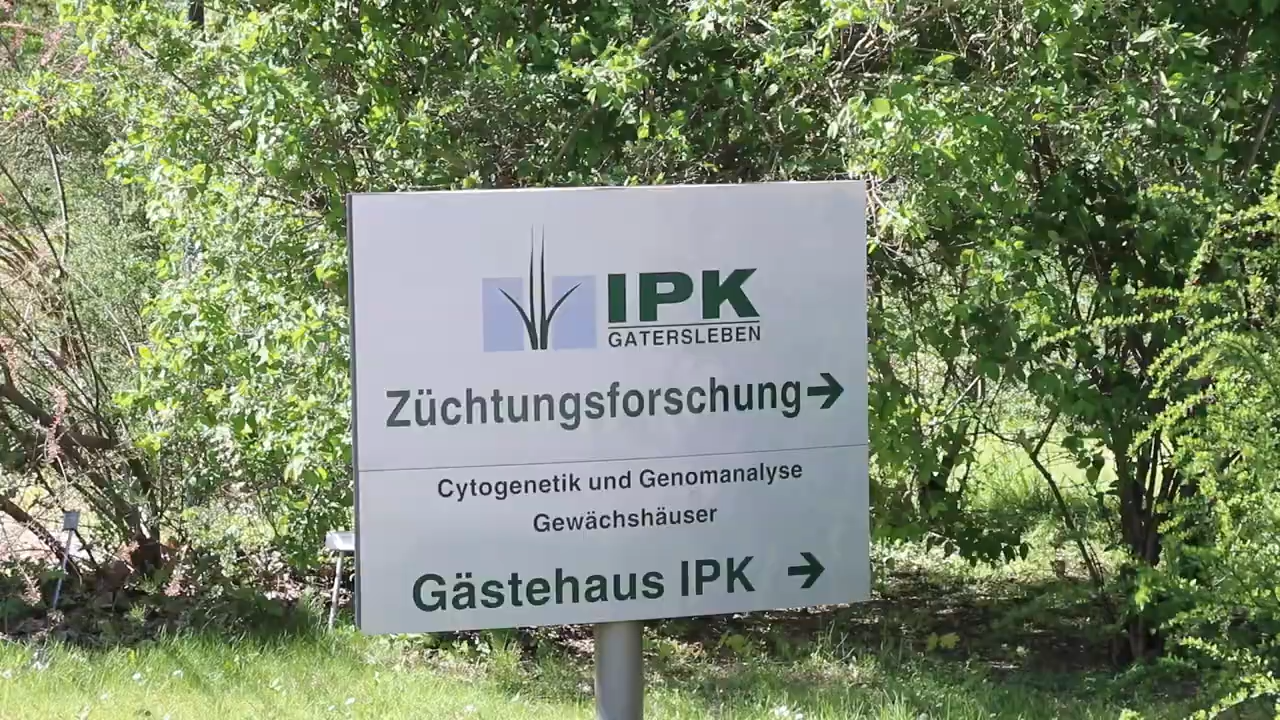 IPK
GATERSLEBEN
Züchtungsforschung→
Cytogenetik und Genomanalyse
Gewächshäuser
Gästehaus IPK →